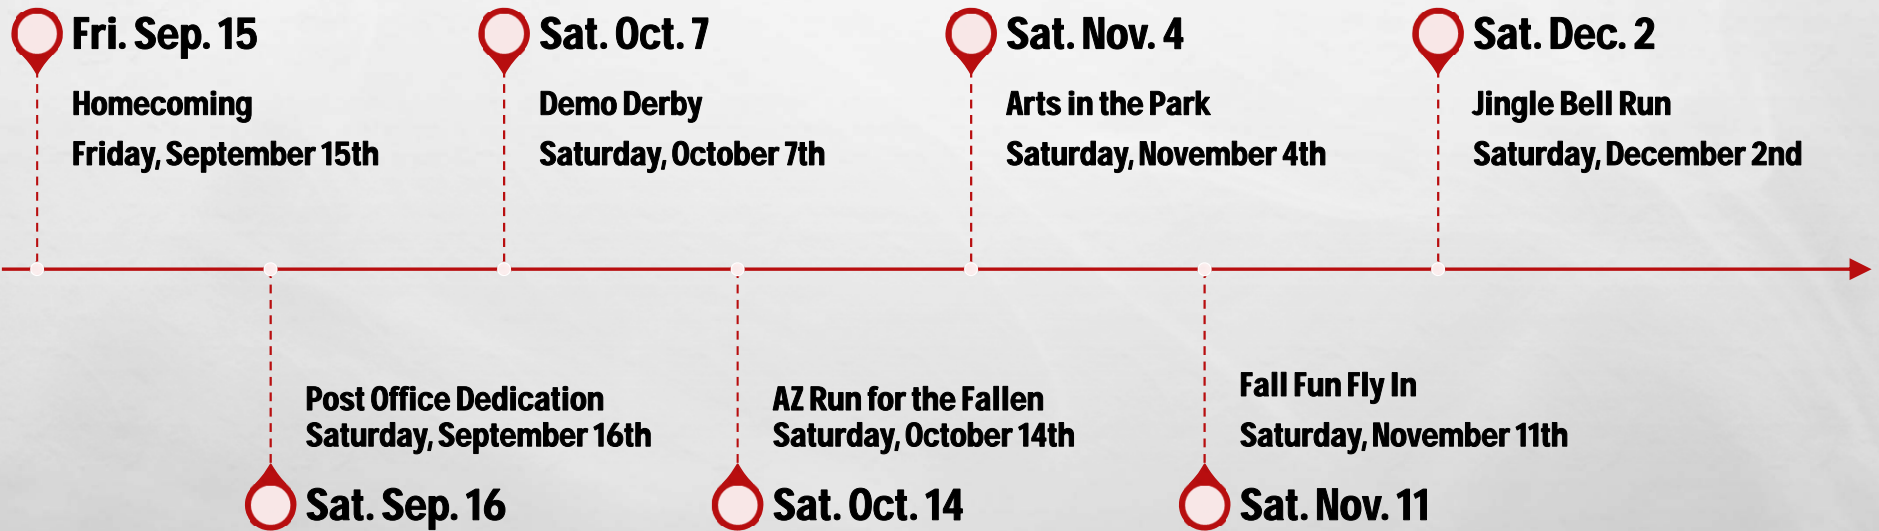 Fri. Sep. 15
Homecoming
Friday, September 15th
Sat. Oct. 7
Demo Derby
Saturday, October 7th
Sat. Nov. 4
Arts in the Park
Saturday, November 4th
Sat. Dec. 2
Jingle Bell Run
Saturday, December 2nd
Post Office Dedication
Saturday, September 16th
Sat. Sep. 16
AZ Run for the Fallen
Saturday, October 14th
Sat. Oct. 14
Fall Fun Fly In
Saturday, November 11th
Sat. Nov. 11